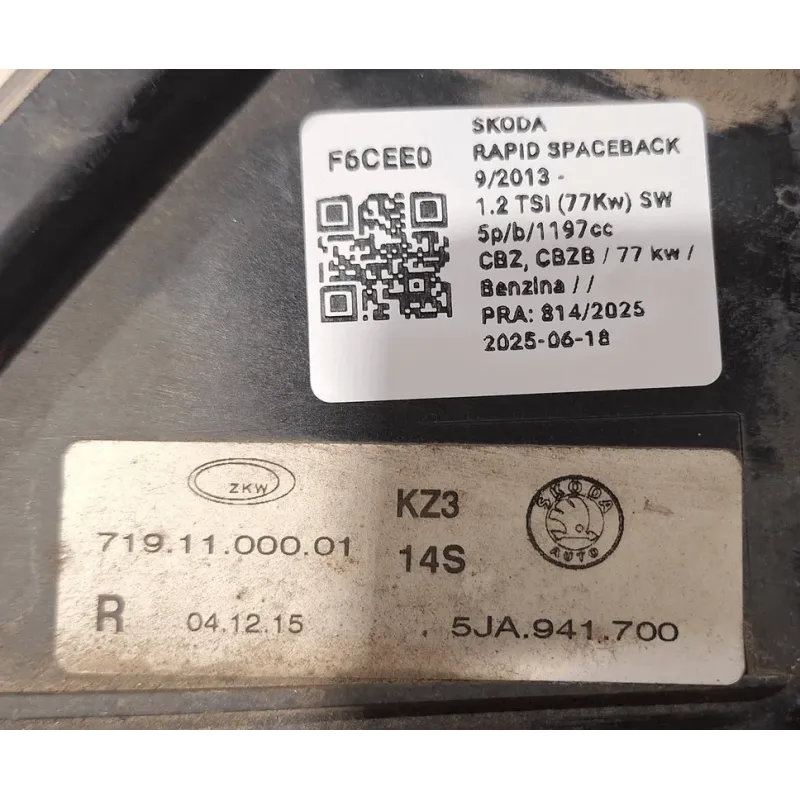 F6CEE0
SKODA
RAPID SPACEBACK
9/2013 -
1.2 TSI (77Kw) SW
5p/b/1197cc
CBZ, CBZB / 77 kw /
Benzina / /
PRA: 814/2025
2025-06-18
ZKW
719.11.000.01
R 04.12.15
KZ3
14S
SKODA
AUTO
. 5JA.941.700